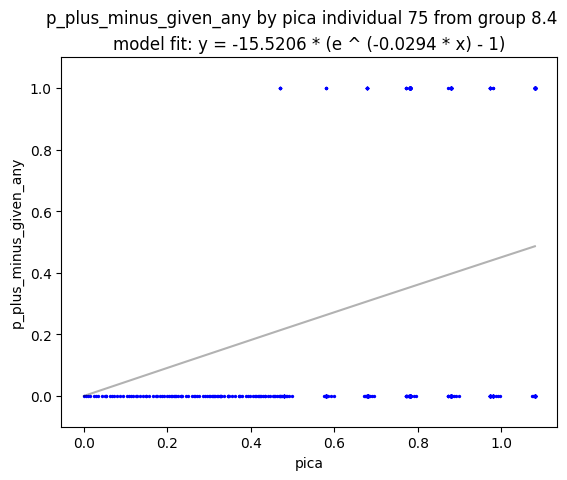 p_plus_minus_given_any by pica individual 75 from group 8.4
model fit: y = -15.5206 * (e ^ (-0.0294 * x) - 1)
1.0
0.8
0.6
0.4
0.2
0.0
p_plus_minus_given_any
0.0 0.2 0.4 0.6 0.8 1.0
pica